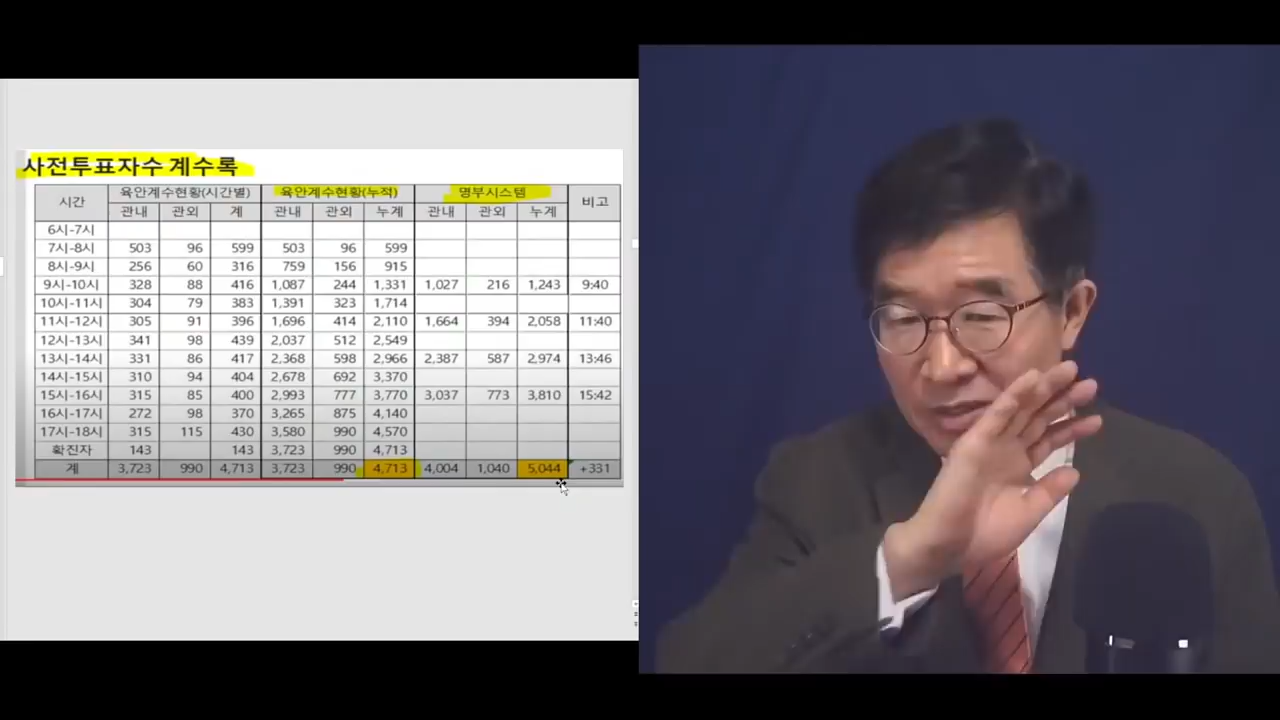 사전투표자수 계수록
시간 육안계수현황(시간별) 육안계수현황(누적) 명부시스템 비고
관내 관외 계 관내 관외 누계 관내 관외 누계
6시-7시
7시-8시 503 96 599 503 96 599
8시-9시 256 60 316 759 156 915
9시-10시 328 88 416 1,087 244 1,331 1,027 216 1,243 9:40
10시-11시 304 79 383 1,391 323 1,714
11시-12시 305 91 396 1,696 414 2,110 1,664 394 2,058 11:40
12시-13시 341 98 439 2,037 512 2,549
13시-14시 331 86 417 2,368 598 2,966 2,387 587 2,974 13:46
14시-15시 310 94 404 2,678 692 3,370
15시-16시 315 85 400 2,993 777 3,770 3,037 773 3,810 15:42
16시-17시 272 98 370 3,265 875 4,140
17시-18시 315 115 430 3,580 990 4,570
확진자 143 143 3,723 990 4,713
계 3,723 990 4,713 3,723 990 4,713 4,004 1,040 5,044 +331